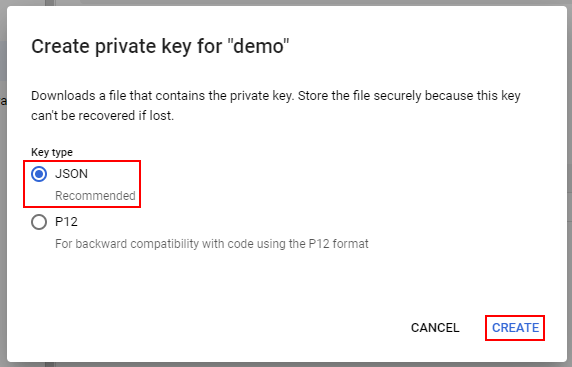 Create private key for "demo"
Downloads a file that contains the private key. Store the file securely because this key
can't be recovered if lost.
Key type
JSON
Recommended
P12
For backward compatibility with code using the P12 format
CANCEL
CREATE